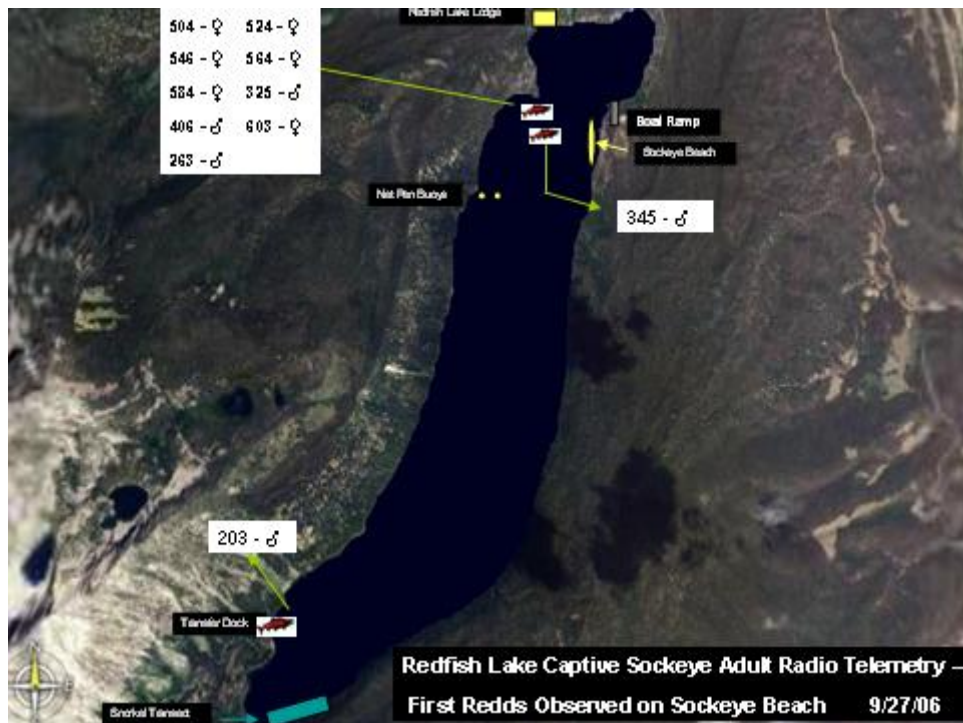 Redfish Lake Lodge
504 - ♀ 524 - ♀
546 - ♀ 564 - ♀
584 - ♀ 325 - ♂
406 - ♂ 603 - ♀
263 - ♂
Boat Ramp
Sockeye Beach
Net Pen Buoys
345 - ♂
203 - ♂
Transfer Dock
Snorkel Transect
Redfish Lake Captive Sockeye Adult Radio Telemetry –
First Redds Observed on Sockeye Beach 9/27/06